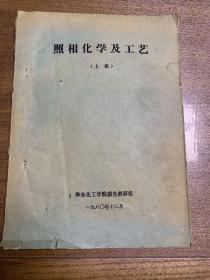 照相化学及工艺
（上册）
华东化工学院感光教研组
一九八〇年十二月